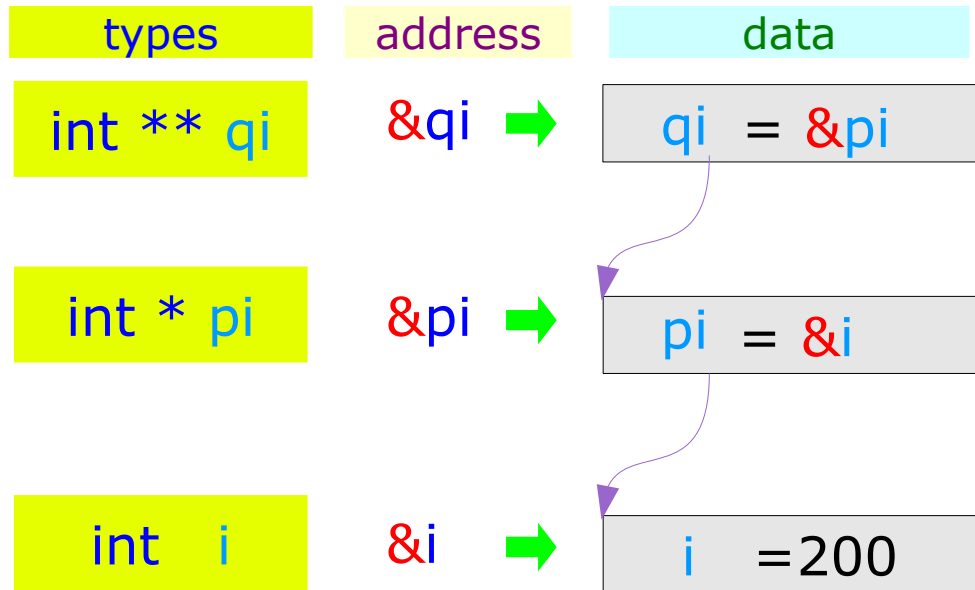 types address data
int ** qi &qi qi = &pi
int * pi &pi pi = &i
int i &i i =200